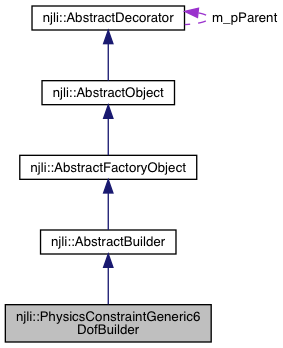 njli::AbstractDecorator
m_pParent
njli::AbstractObject
njli::AbstractFactoryObject
njli::AbstractBuilder
njli::PhysicsConstraintGeneric6
DofBuilder